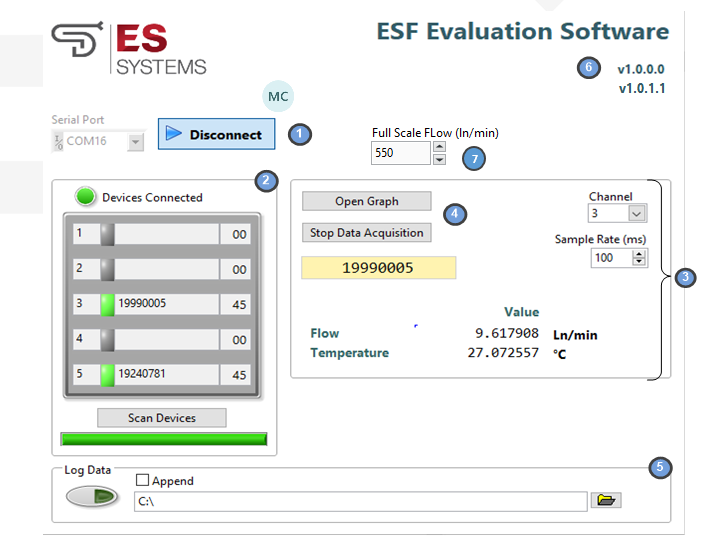 ES
SYSTEMS
ESF Evaluation Software
6
v1.0.0.0
v1.0.1.1
MC
Serial Port
COM16
Disconnect
1
Full Scale FLow (ln/min)
550
7
2
Devices Connected
1 00
2 00
3 19990005 45
4 00
5 19240781 45
Scan Devices
Open Graph
4
Stop Data Acquisition
19990005
Channel
3
Sample Rate (ms)
100
3
Value
Flow 9.617908 Ln/min
Temperature 27.072557 °C
Log Data
5
Append
C:\